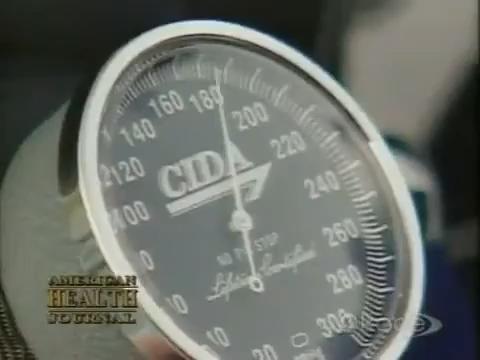 160
180
200
140
220
120
CIDA
240
100
260
NO PIN STOP
Lifetime Certified
280
300
20
AMERICAN
HEALTH
JOURNAL